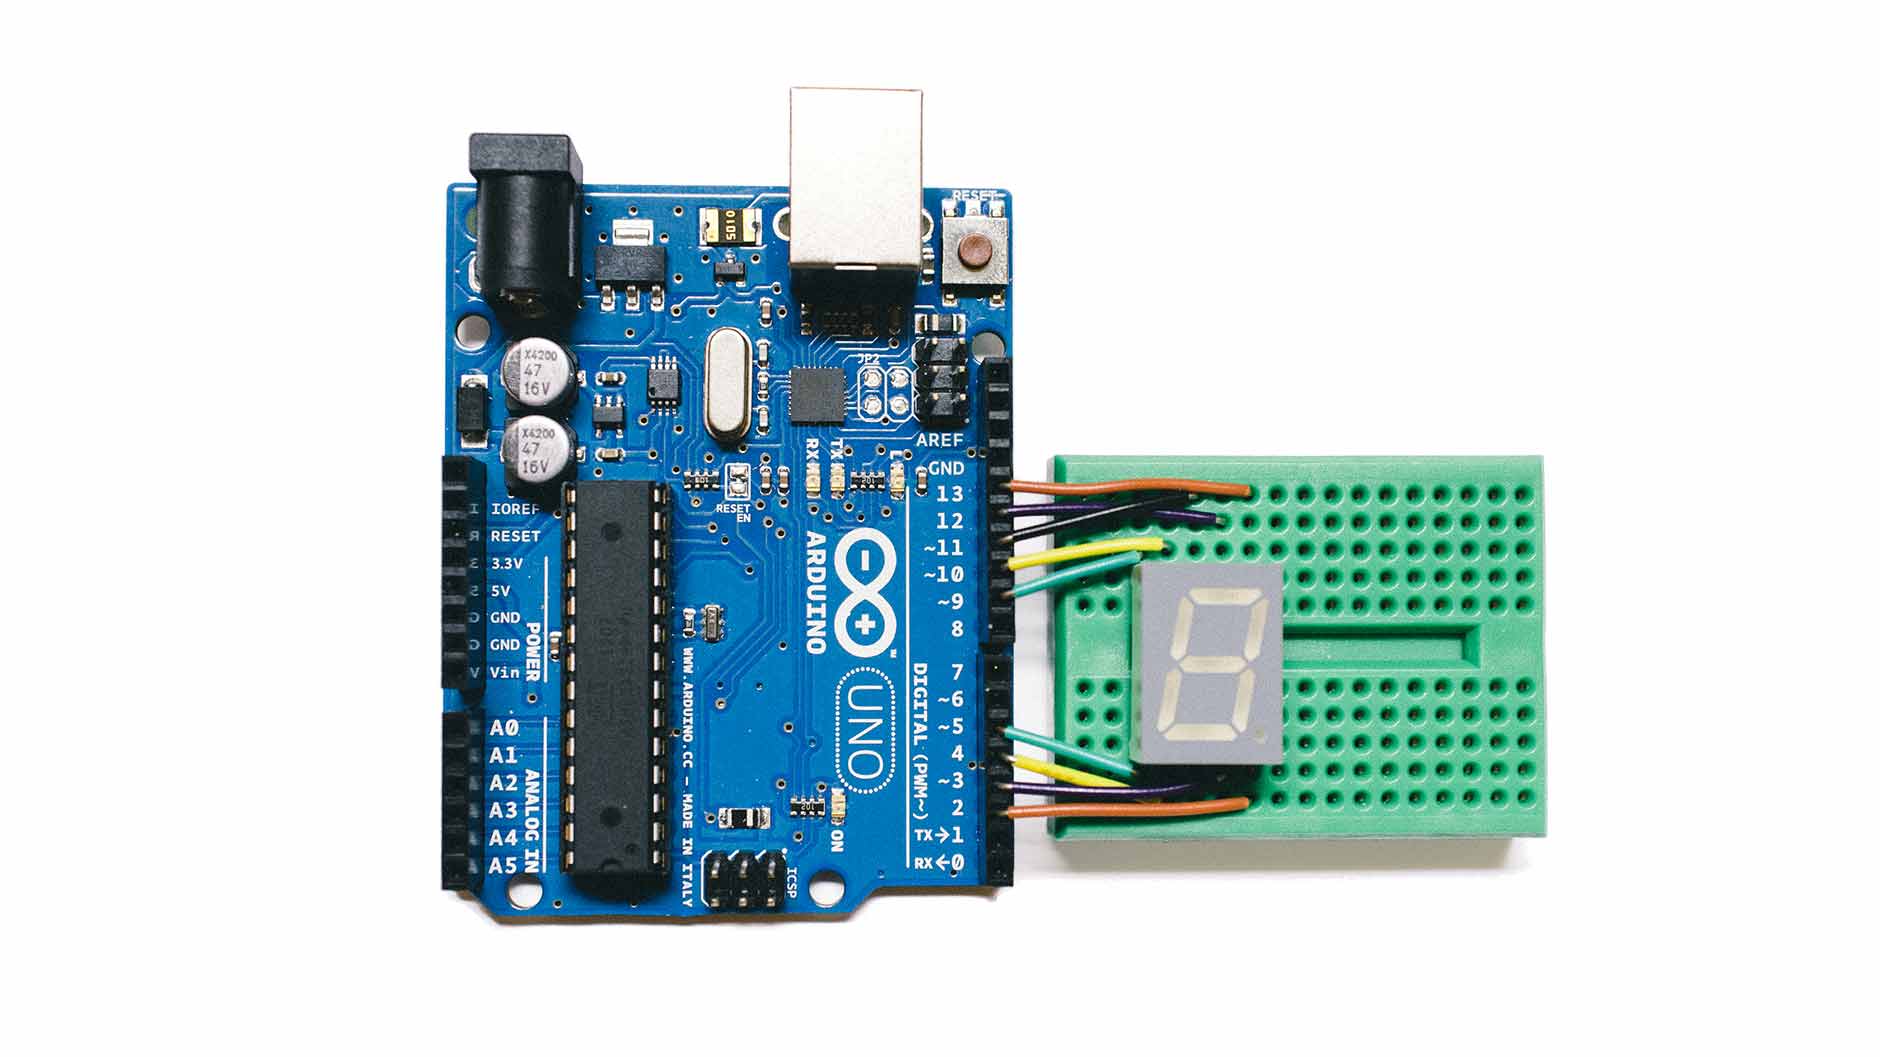 RESET
5010
X4200
47
16V
X4200
47
16V
JP2
AREF
GND
RX
TX
L
13
12
~11
~10
~9
8
RESET
EN
IOREF
RESET
3.3V
5V
GND
GND
Vin
POWER
ARDUINO
™
UNO
7
~6
~5
4
~3
2
TX→1
RX←0
DIGITAL (PWM~)
A0
A1
A2
A3
A4
A5
ANALOG IN
WWW.ARDUINO.CC - MADE IN ITALY
ON
ICSP